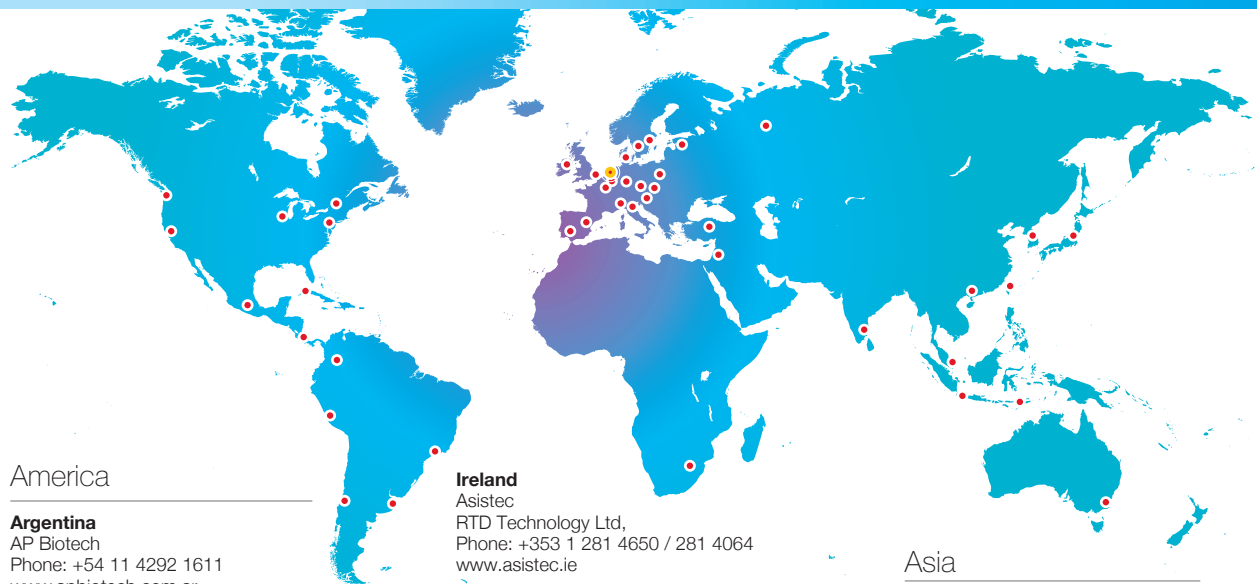 America
Argentina
AP Biotech
Phone: +54 11 4292 1611
Ireland
Asistec
RTD Technology Ltd,
Phone: +353 1 281 4650 / 281 4064
www.asistec.ie
Asia